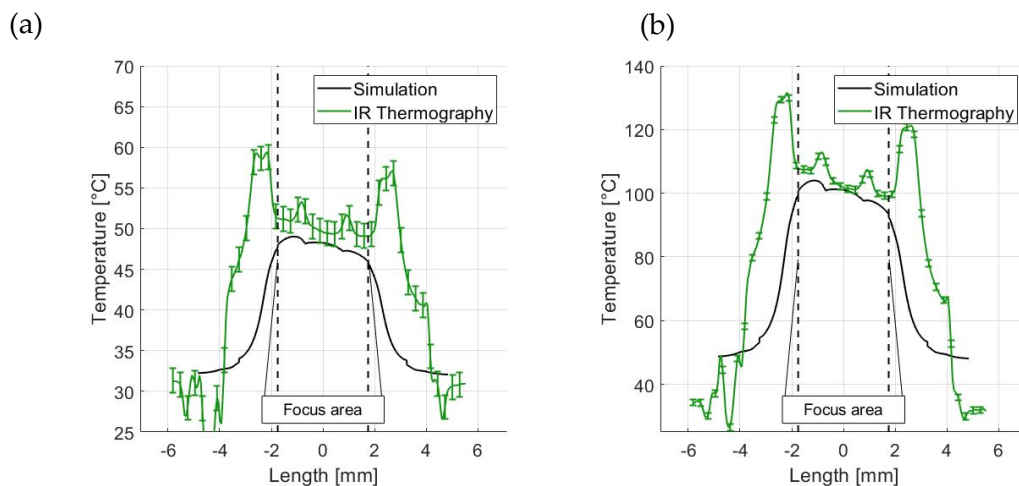 (a)
(b)
70
65
60
55
50
45
40
35
30
25
Temperature [°C]
Simulation
IR Thermography
Focus area
-6
-4
-2
0
2
4
6
Length [mm]
140
120
100
80
60
40
Temperature [°C]
Simulation
IR Thermography
Focus area
-6
-4
-2
0
2
4
6
Length [mm]